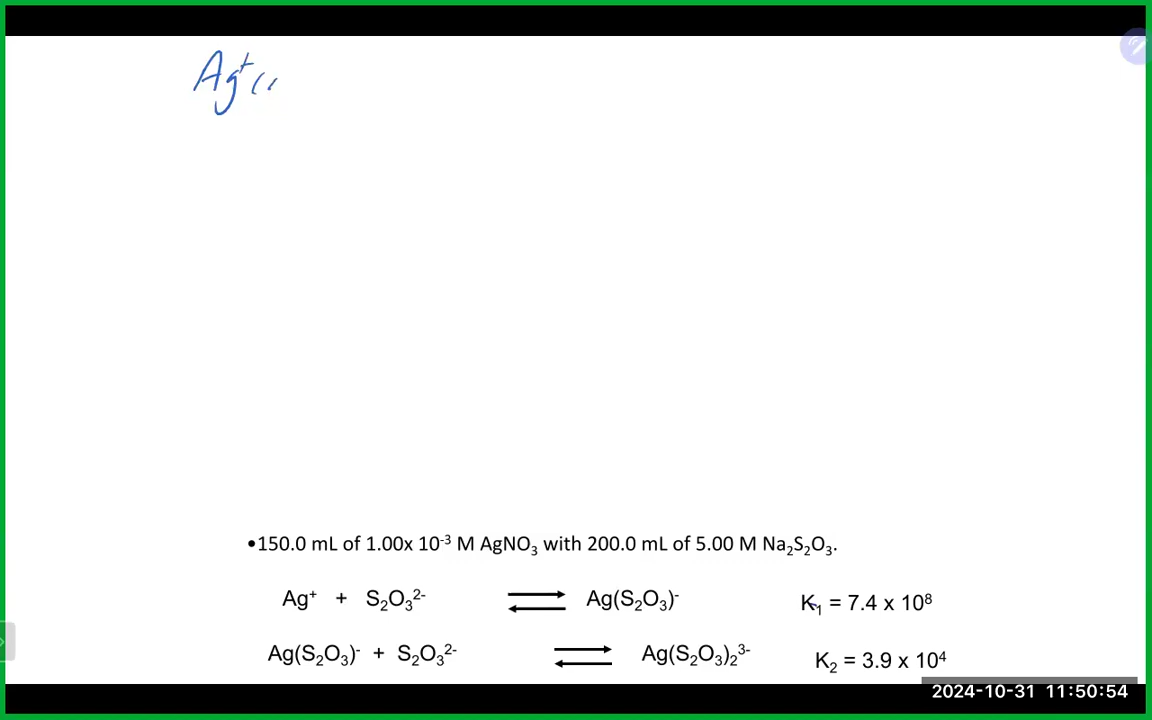 Ag⁺(
•150.0 mL of 1.00x 10⁻³ M AgNO₃ with 200.0 mL of 5.00 M Na₂S₂O₃.
Ag⁺ + S₂O₃²⁻ ⇌ Ag(S₂O₃)⁻ K₁ = 7.4 x 10⁸
Ag(S₂O₃)⁻ + S₂O₃²⁻ ⇌ Ag(S₂O₃)₂³⁻ K₂ = 3.9 x 10⁴
2024-10-31 11:50:54